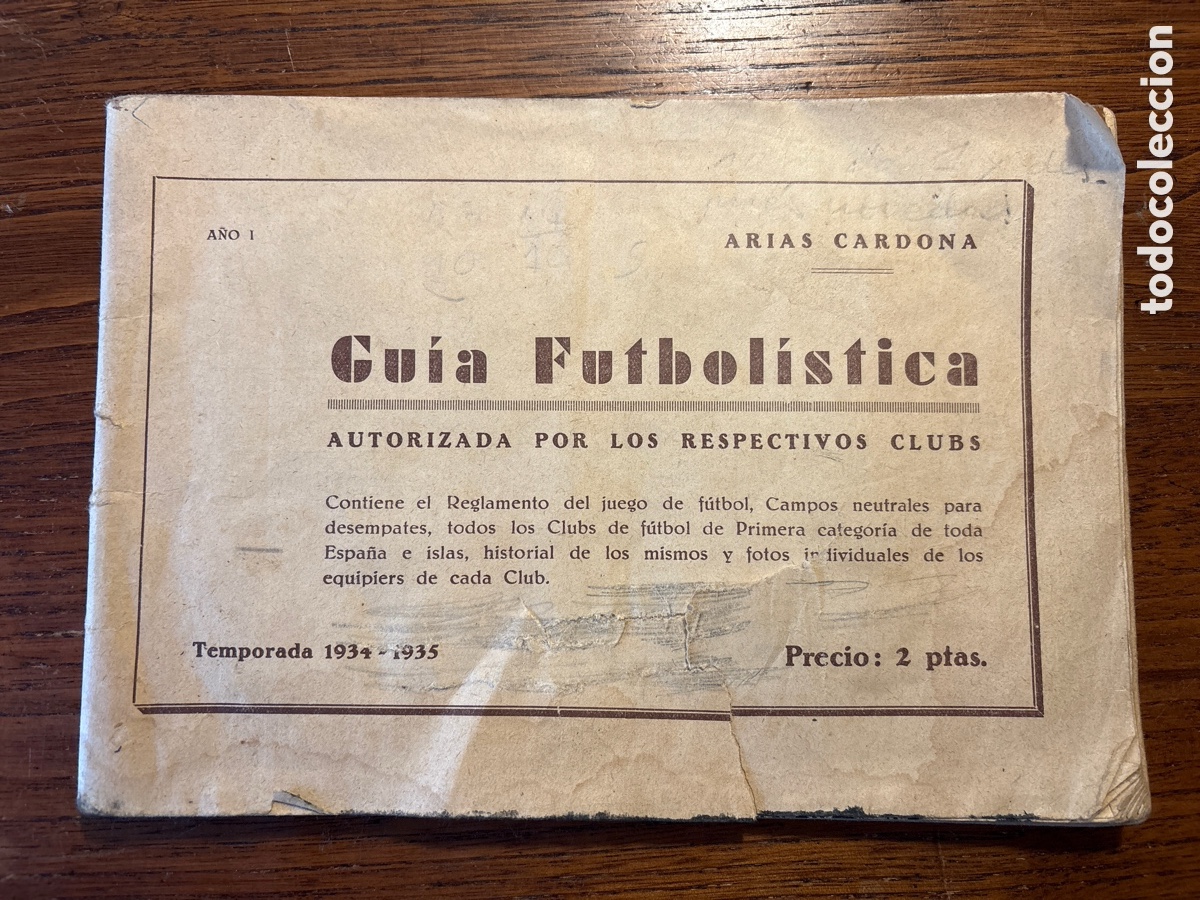 AÑO I
ARIAS CARDONA
Guía Futbolística
AUTORIZADA POR LOS RESPECTIVOS CLUBS
Contiene el Reglamento del juego de fútbol, Campos neutrales para
desempates, todos los Clubs de fútbol de Primera categoría de toda
España e islas, historial de los mismos y fotos individuales de los
equipiers de cada Club.
Temporada 1934 - 1935
Precio: 2 ptas.
todocoleccion